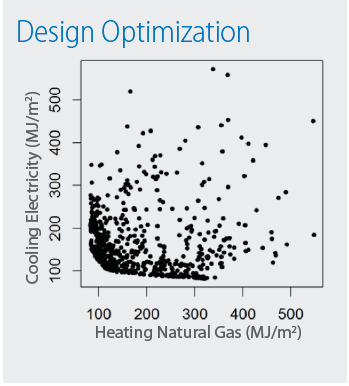 Design Optimization
Cooling Electricity (MJ/m²)
500
400
300
200
100
100 200 300 400 500
Heating Natural Gas (MJ/m²)